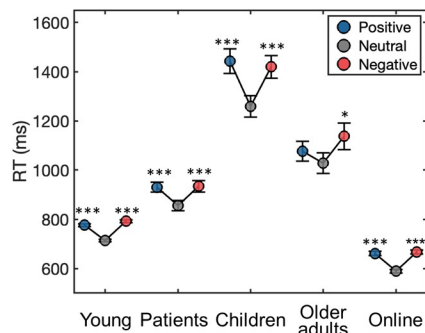 1600
1400
1200
1000
800
600
RT (ms)
Positive
Neutral
Negative
*** ***
*** ***
*** ***
*
*** ***
Young Patients Children Older adults Online